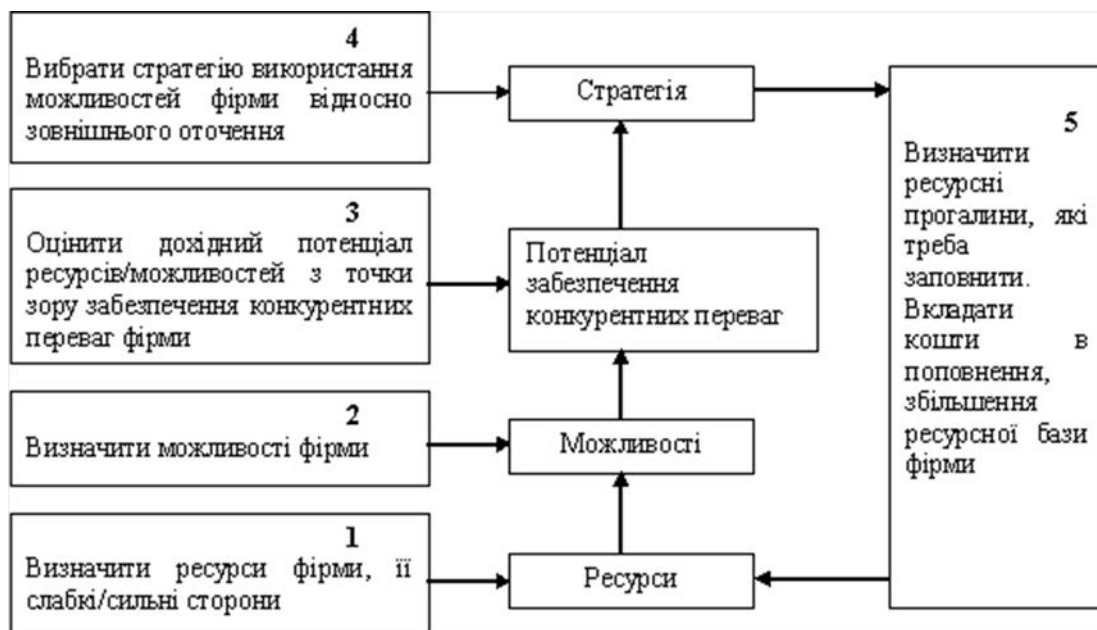 4
Вибрати стратегію використання
можливостей фірми відносно
зовнішнього оточення
Стратегія
3
Оцінити дохідний потенціал
ресурсів/можливостей з точки
зору забезпечення конкурентних
переваг фірми
Потенціал
забезпечення
конкурентних переваг
2
Визначити можливості фірми
Можливості
1
Визначити ресурси фірми, її
слабкі/сильні сторони
Ресурси
5
Визначити
ресурсні
прогалини, які
треба
заповнити.
Вкладати
кошти в
поповнення,
збільшення
ресурсної бази
фірми